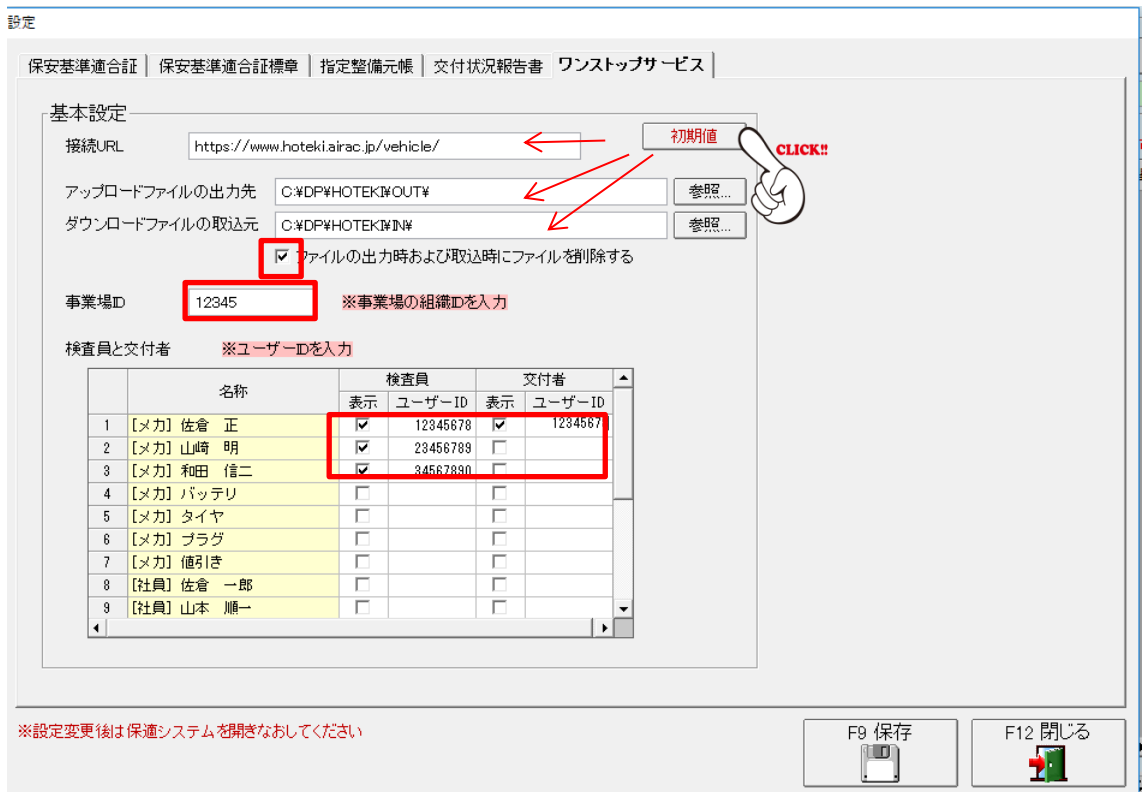 設定
保安基準適合証 保安基準適合証標章 指定整備元帳 交付状況報告書 ワンストップサービス
基本設定
初期値
CLICK!!
接続URL https://www.hoteki.airac.jp/vehicle/
アップロードファイルの出力先 C:¥DP¥HOTEKI¥OUT¥ 参照...
ダウンロードファイルの取込元 C:¥DP¥HOTEKI¥IN¥ 参照...
ファイルの出力時および取込時にファイルを削除する
事業場ID 12345 ※事業場の組織IDを入力
検査員と交付者 ※ユーザーIDを入力
名称 検査員 交付者
表示 ユーザーID 表示 ユーザーID
1 [メカ] 佐倉 正 12345678 1234567
2 [メカ] 山崎 明 23456789
3 [メカ] 和田 信二 34567890
4 [メカ] バッテリ
5 [メカ] タイヤ
6 [メカ] プラグ
7 [メカ] 値引き
8 [社員] 佐倉 一郎
9 [社員] 山本 順一
※設定変更後は保適システムを開きなおしてください
F9 保存 F12 閉じる